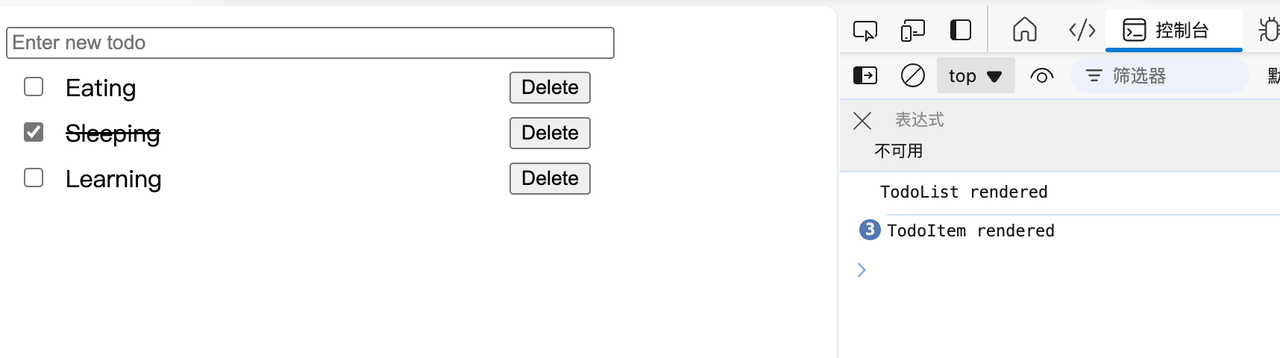 Enter new todo
Eating Delete
Sleeping Delete
Learning Delete
控制台
top 筛选器
表达式
不可用
TodoList rendered
3 TodoItem rendered